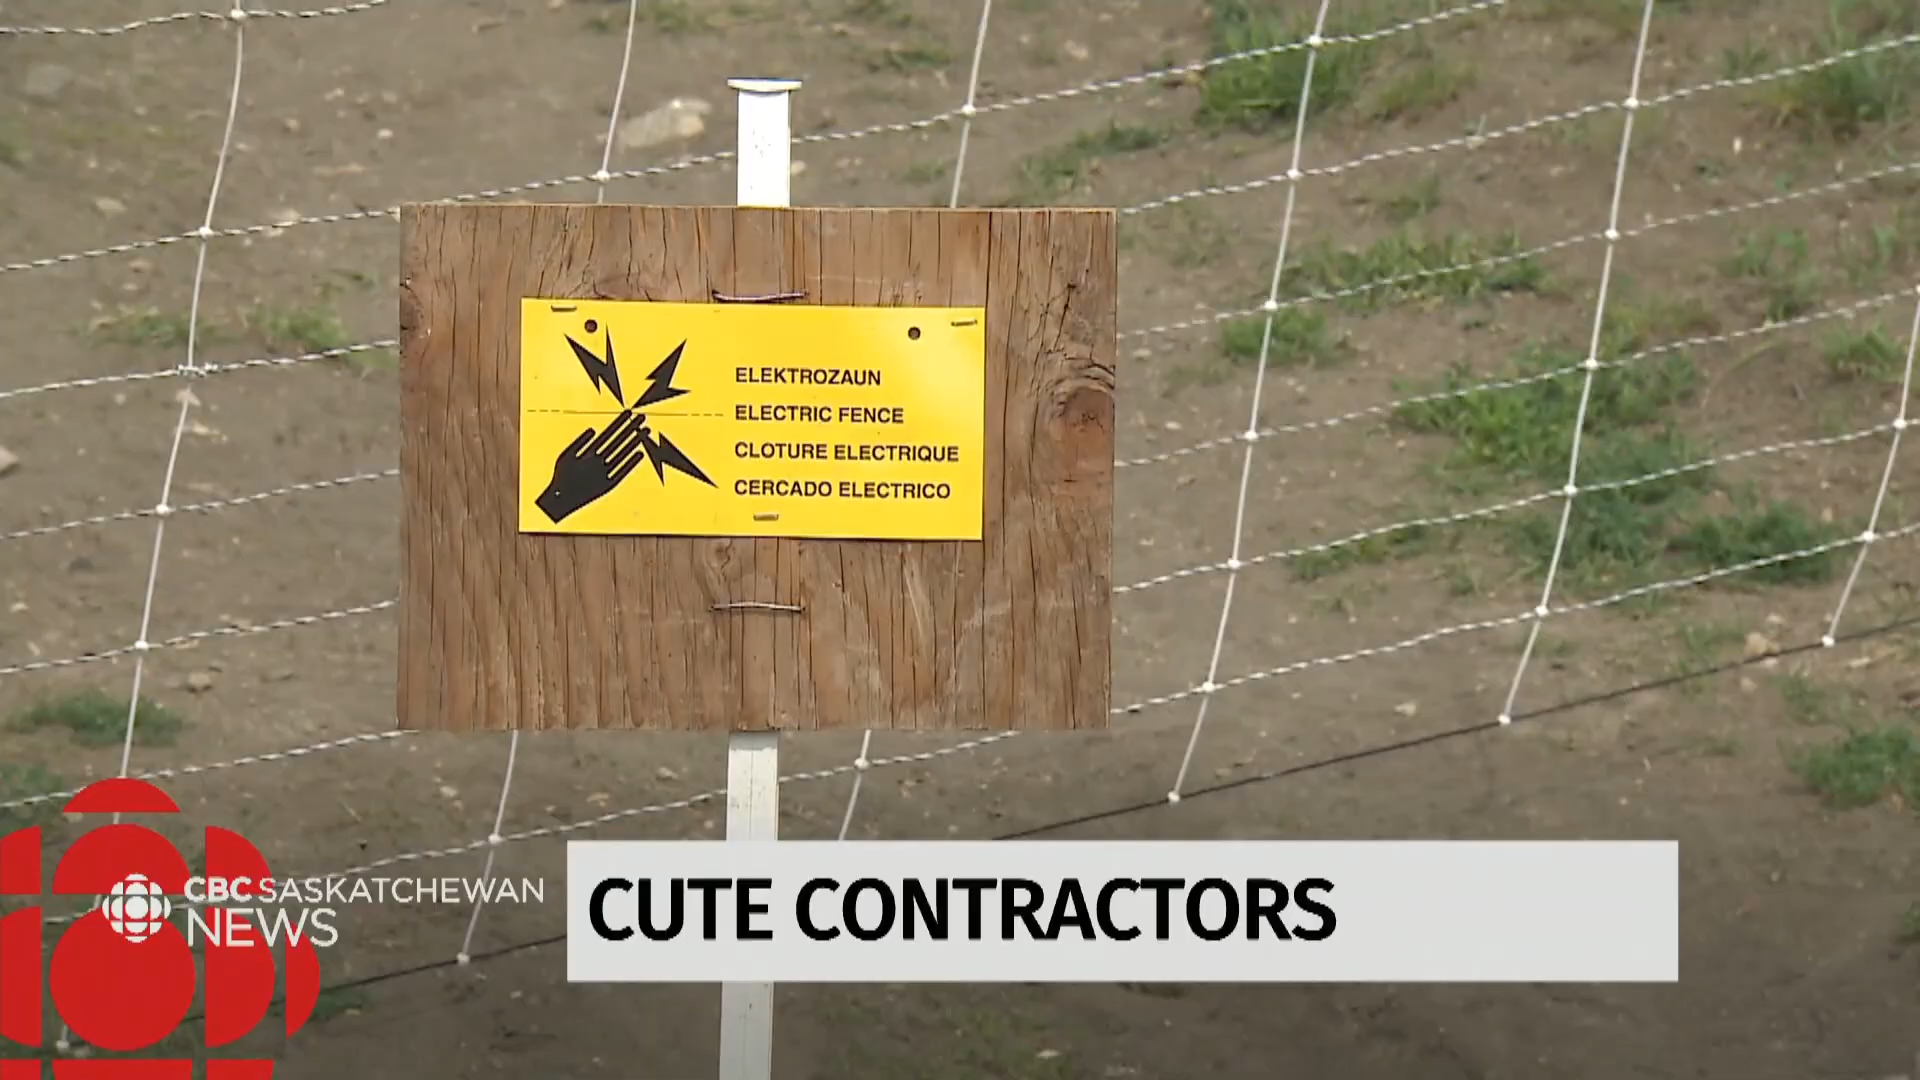 ELEKTROZAUN
ELECTRIC FENCE
CLOTURE ELECTRIQUE
CERCADO ELECTRICO
CBC SASKATCHEWAN
NEWS
CUTE CONTRACTORS